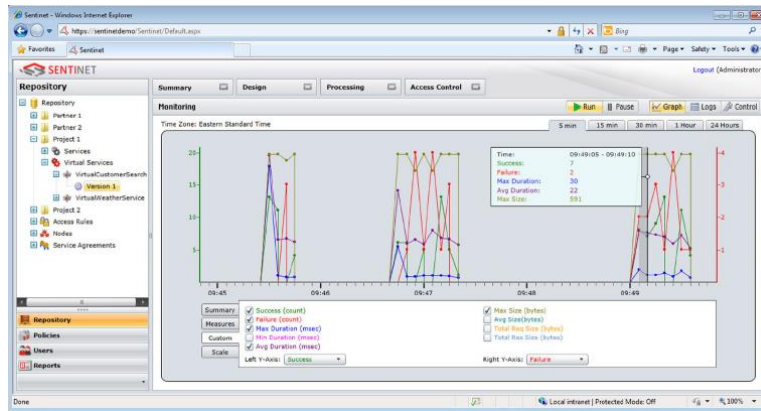 Sentinet - Windows Internet Explorer
https://sentinetdemo/Sentinet/Default.aspx
Bing
Favorites Sentinet
Page Safety Tools
SENTINET
Logout (Administrator
Repository
Summary Design Processing Access Control
Repository
Partner 1
Partner 2
Project 1
Services
Virtual Services
VirtualCustomerSearch
Version 1
VirtualWeatherService
Project 2
Access Rules
Nodes
Service Agreements
Monitoring
Run Pause Graph Logs Control
Time Zone: Eastern Standard Time
5 min 15 min 30 min 1 Hour 24 Hours
20
15
10
5
Time: 09:49:05 - 09:49:10
Success: 7
Failure: 2
Max Duration: 30
Avg Duration: 22
Max Size: 591
4
3
2
1
09:45 09:46 09:47 09:48 09:49
Summary
Measures
Custom
Scale
Success (count)
Failure (count)
Max Duration (msec)
Min Duration (msec)
Avg Duration (msec)
Max Size (bytes)
Avg Size(bytes)
Total Req Size (bytes)
Total Res Size (bytes)
Left Y-Axis: Success
Right Y-Axis: Failure
Repository
Policies
Users
Reports
Done
Local intranet | Protected Mode: Off
100%